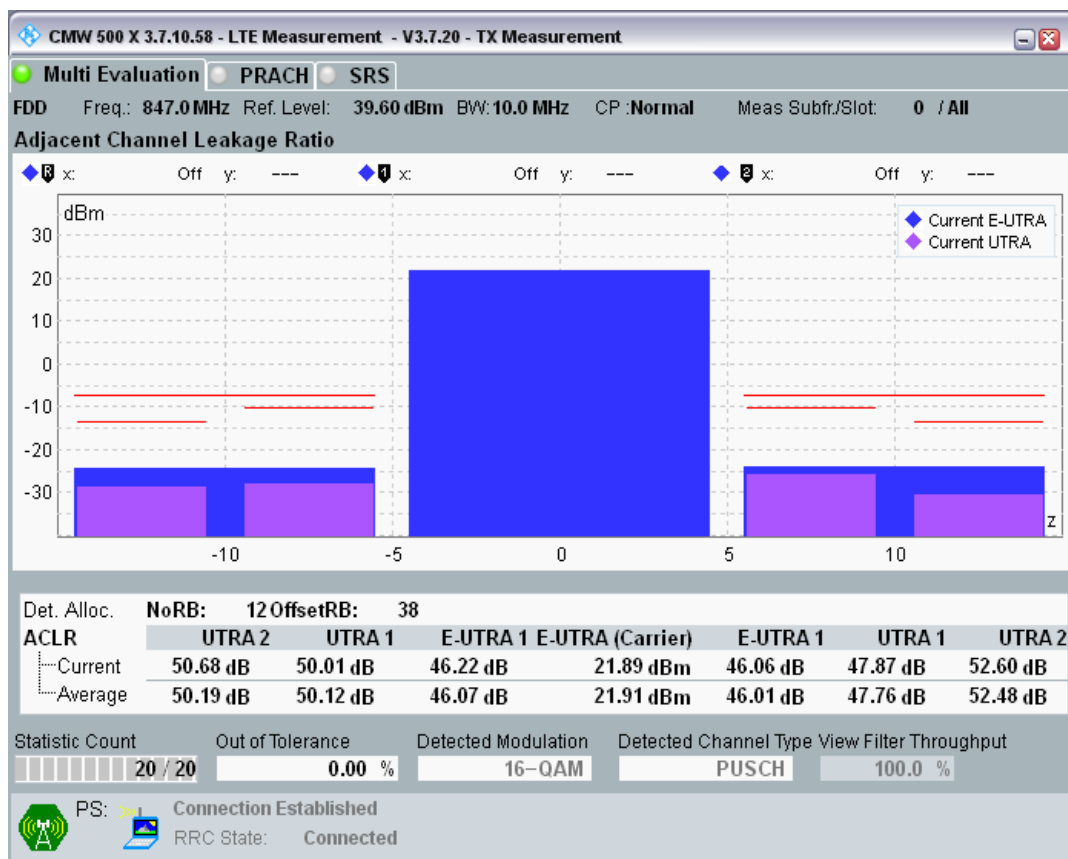 CMW 500 X 3.7.10.58 - LTE Measurement - V3.7.20 - TX Measurement
Multi Evaluation PRACH SRS
FDD Freq.: 847.0 MHz Ref. Level: 39.60 dBm BW: 10.0 MHz CP :Normal Meas Subfr./Slot: 0 / All
Adjacent Channel Leakage Ratio
R x: Off y: --- 1 x: Off y: --- 2 x: Off y: ---
dBm
Current E-UTRA
Current UTRA
30
20
10
0
-10
-20
-30
z
-10 -5 0 5 10
Det. Alloc. NoRB: 12 OffsetRB: 38
ACLR UTRA 2 UTRA 1 E-UTRA 1 E-UTRA (Carrier) E-UTRA 1 UTRA 1 UTRA 2
Current 50.68 dB 50.01 dB 46.22 dB 21.89 dBm 46.06 dB 47.87 dB 52.60 dB
Average 50.19 dB 50.12 dB 46.07 dB 21.91 dBm 46.01 dB 47.76 dB 52.48 dB
Statistic Count Out of Tolerance Detected Modulation Detected Channel Type View Filter Throughput
20 / 20 0.00 % 16-QAM PUSCH 100.0 %
PS: Connection Established
RRC State: Connected